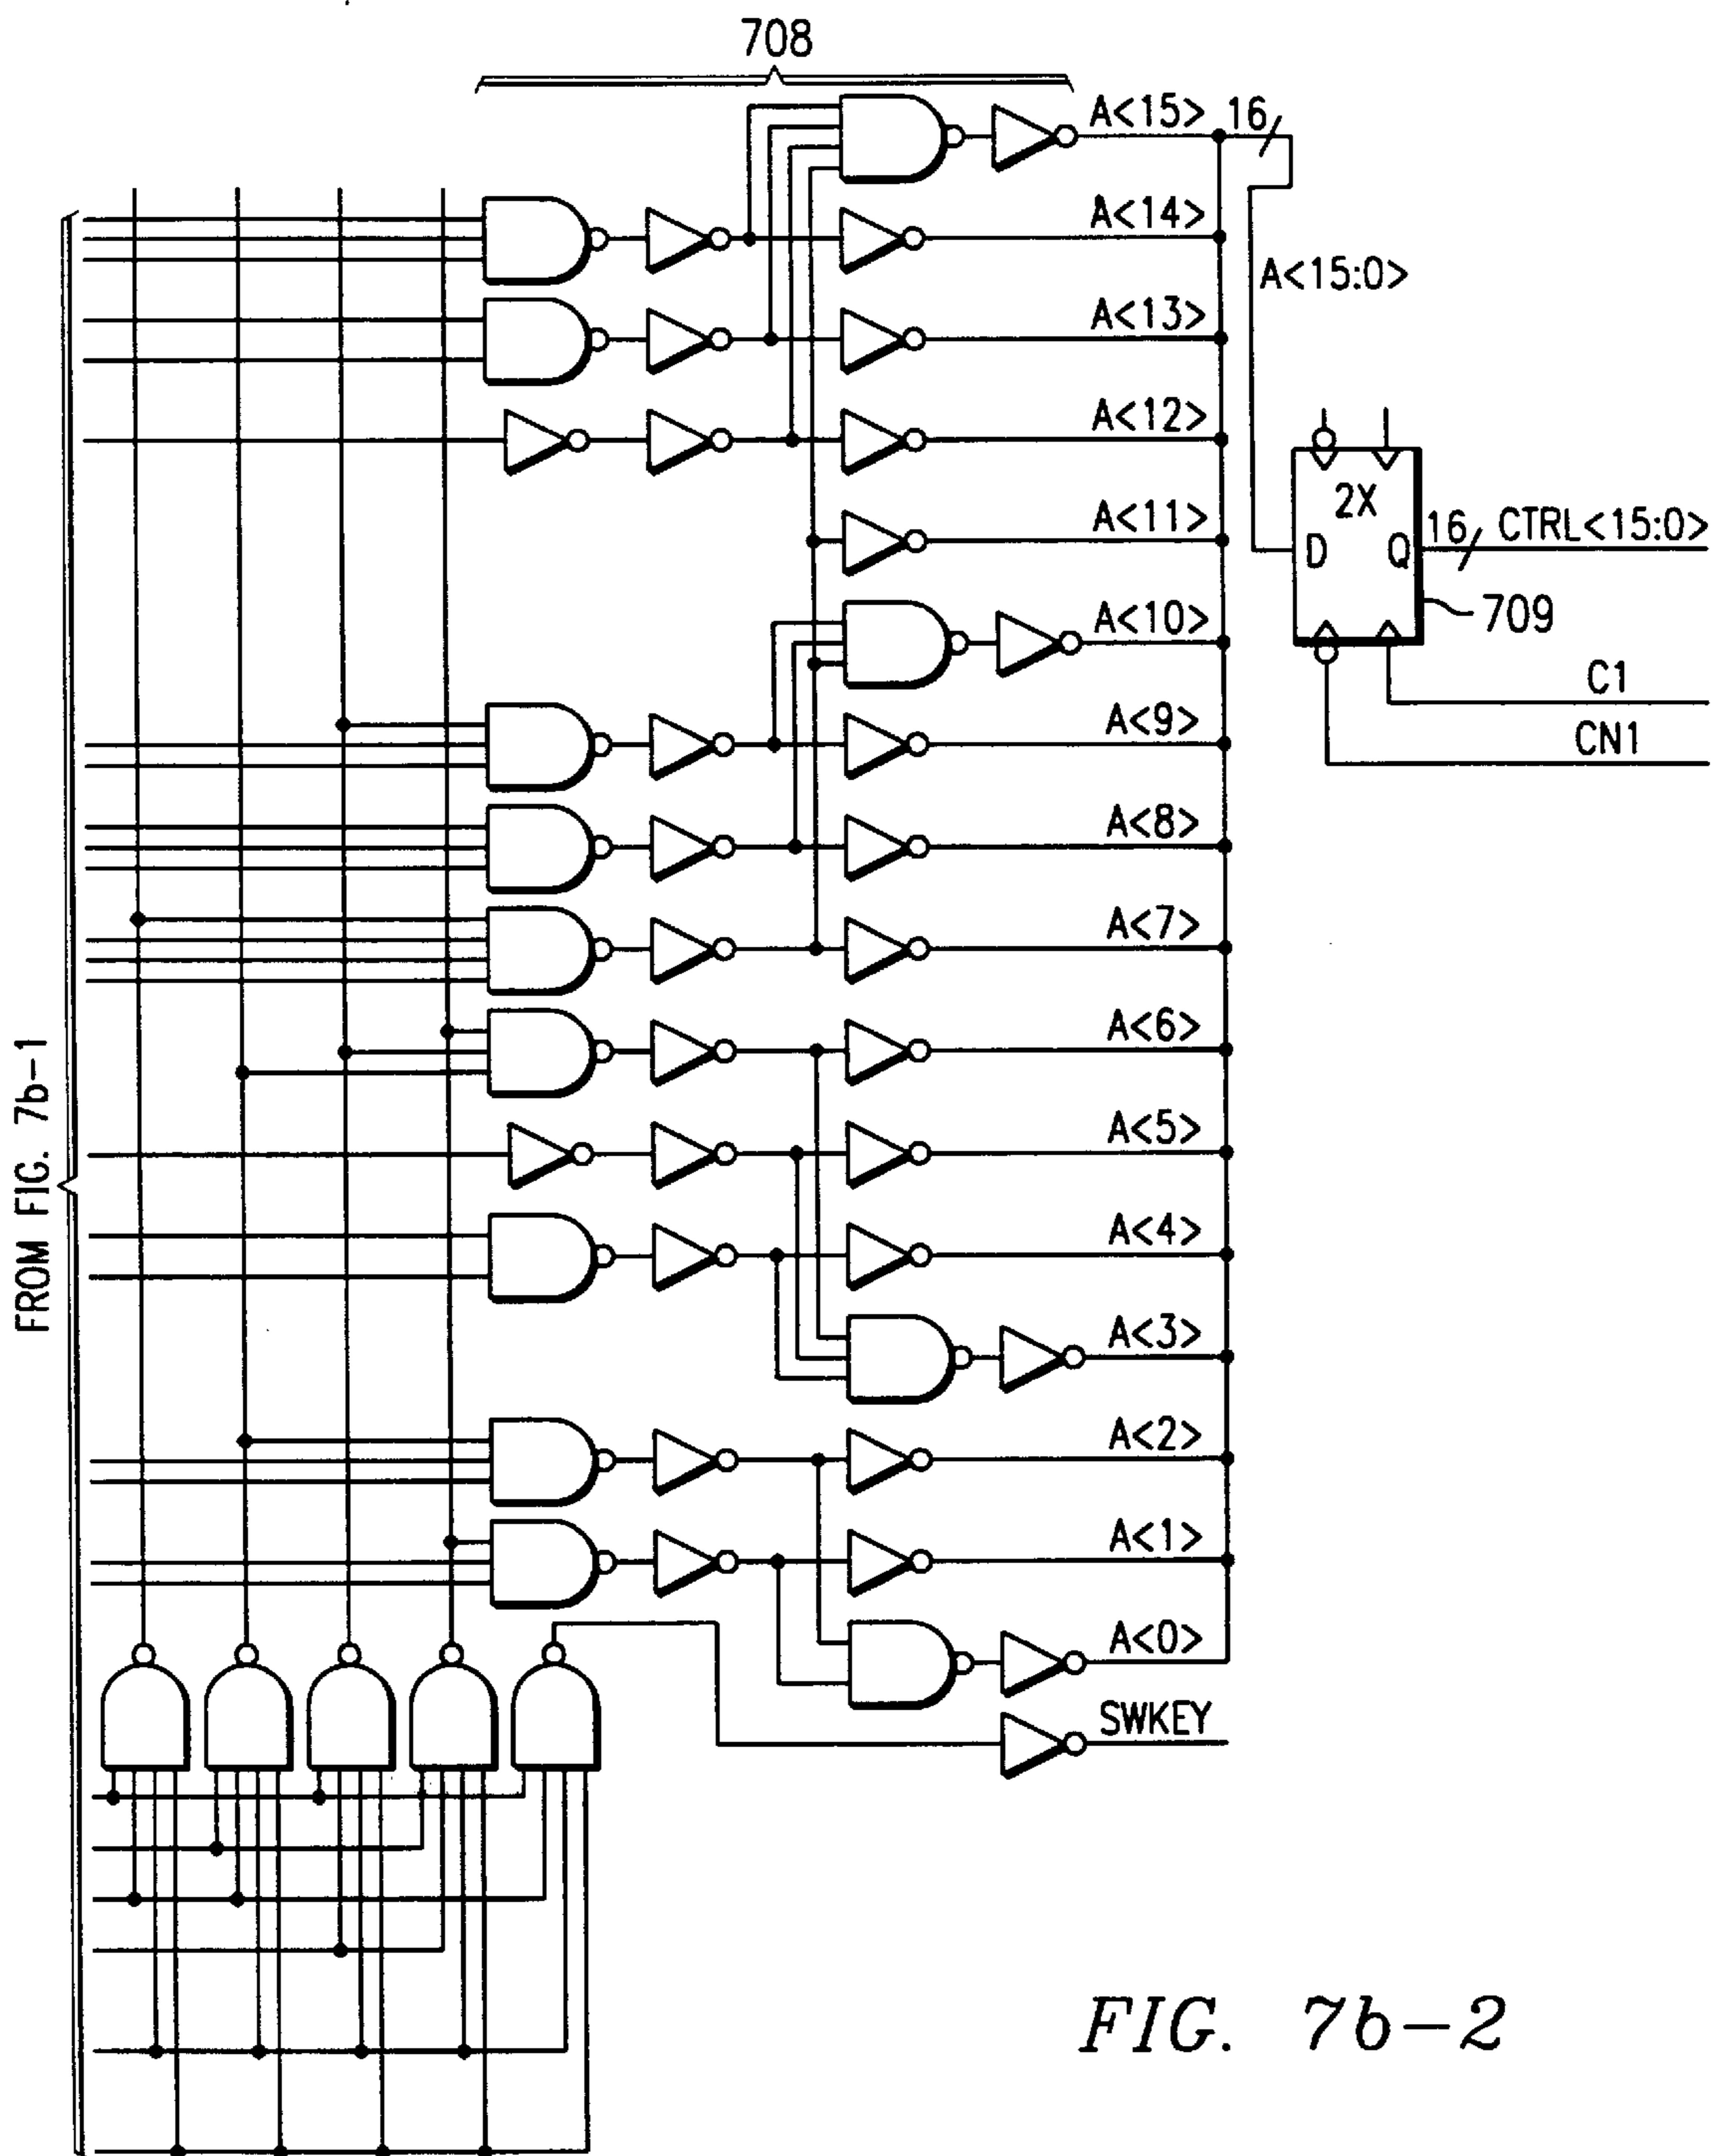 708
A<15>
16
A<14>
A<15:0>
A<13>
A<12>
2X
A<11>
16
CTRL<15:0>
D
Q
A<10>
709
C1
A<9>
CN1
A<8>
A<7>
A<6>
FROM FIG. 7b-1
A<5>
A<4>
A<3>
A<2>
A<1>
A<0>
SWKEY
FIG. 7b-2